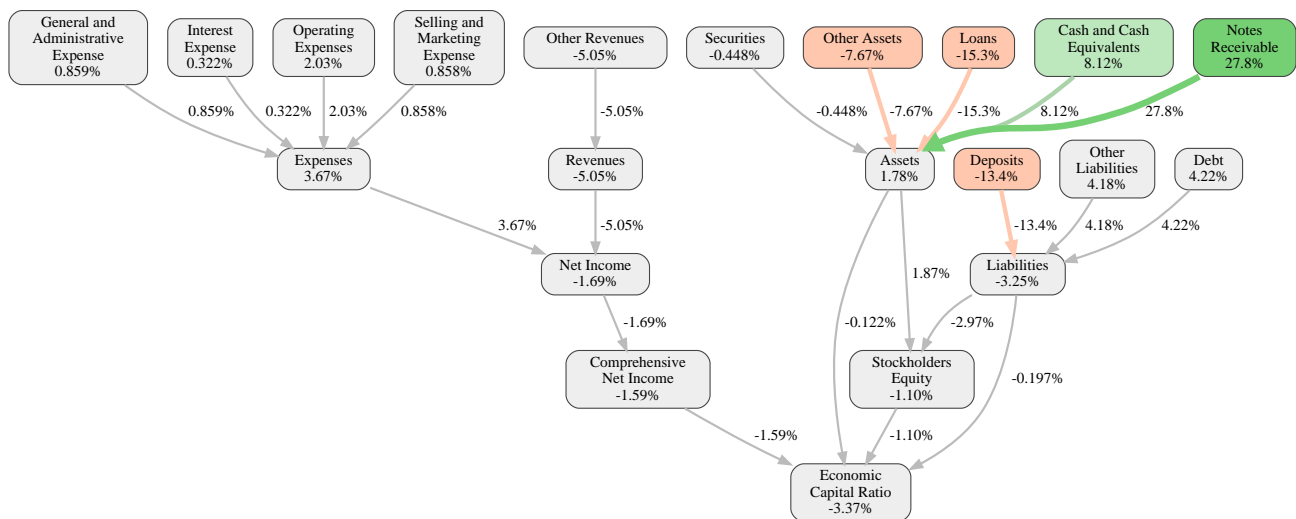 General and
Administrative
Expense
0.859%
Interest
Expense
0.322%
Operating
Expenses
2.03%
Selling and
Marketing
Expense
0.858%
Other Revenues
-5.05%
Securities
-0.448%
Other Assets
-7.67%
Loans
-15.3%
Cash and Cash
Equivalents
8.12%
Notes
Receivable
27.8%
0.859%
0.322%
2.03%
0.858%
-5.05%
-0.448%
-7.67%
-15.3%
8.12%
27.8%
Expenses
3.67%
Revenues
-5.05%
Assets
1.78%
Deposits
-13.4%
Other
Liabilities
4.18%
Debt
4.22%
3.67%
-5.05%
-13.4%
4.18%
4.22%
Net Income
-1.69%
1.87%
Liabilities
-3.25%
-1.69%
-0.122%
-2.97%
Comprehensive
Net Income
-1.59%
Stockholders
Equity
-1.10%
-0.197%
-1.59%
-1.10%
Economic
Capital Ratio
-3.37%